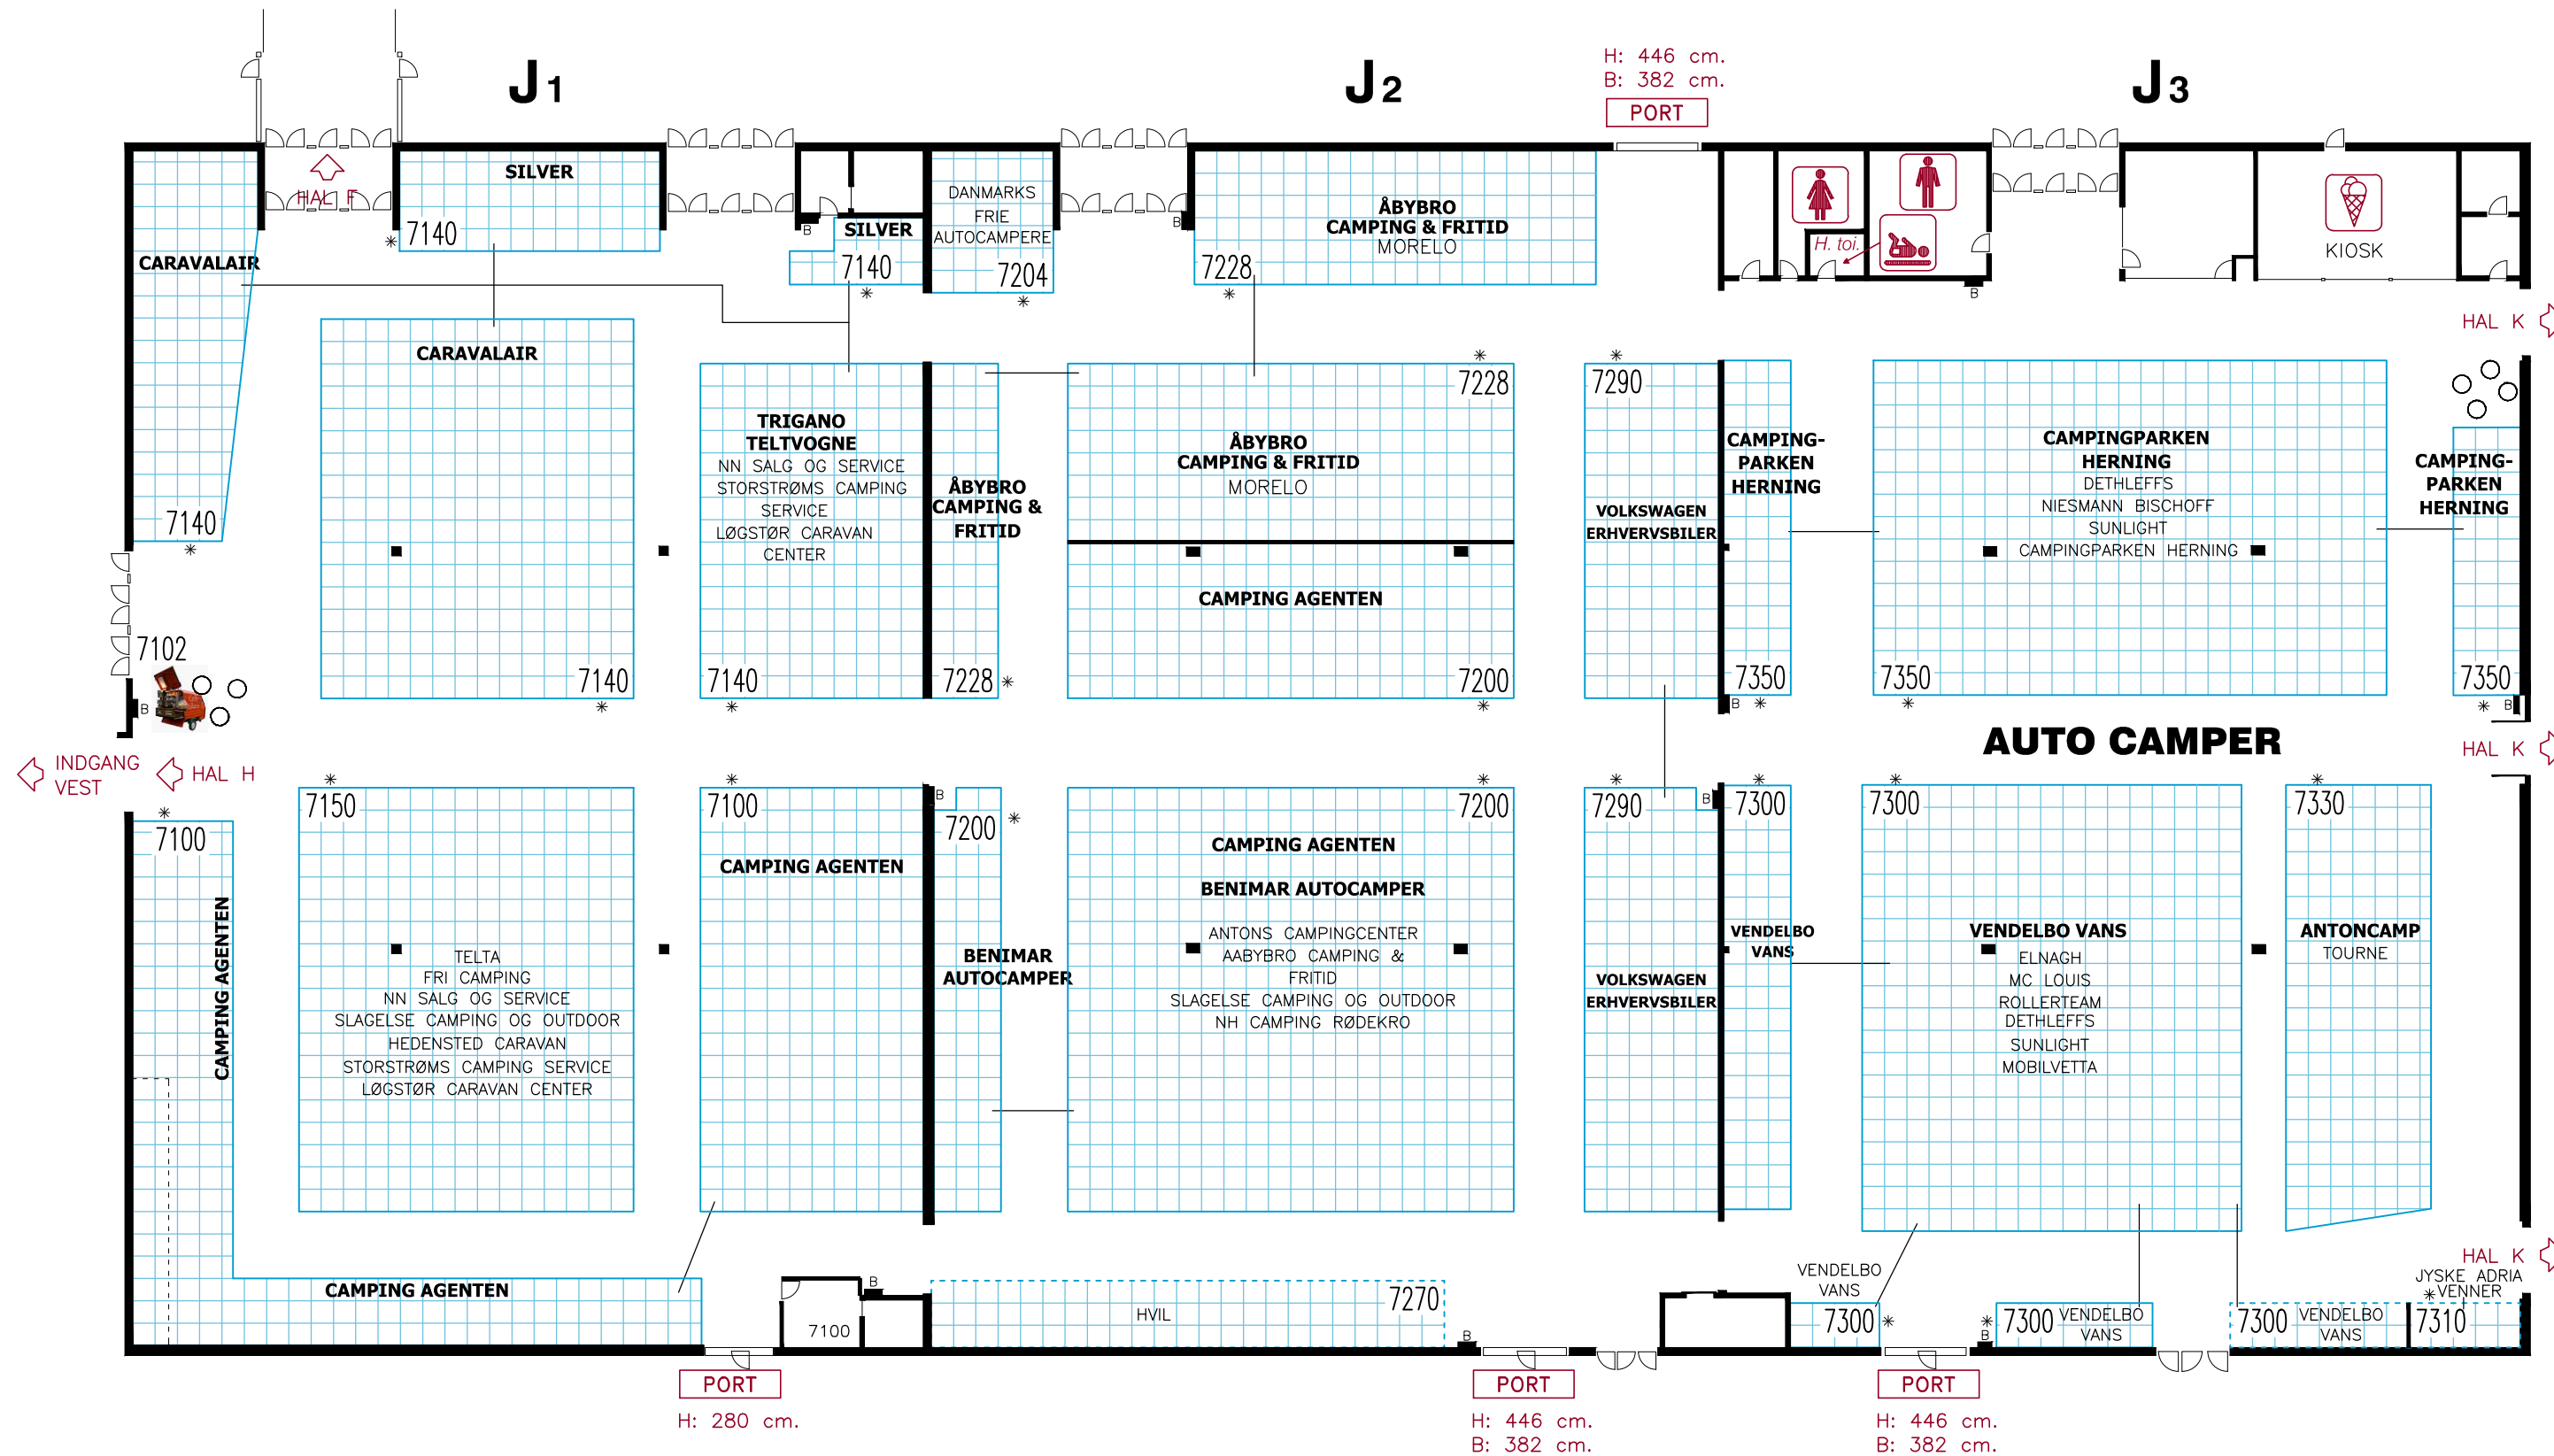 J1
J2
J3
H: 446 cm.
B: 382 cm.
PORT
HAL F
SILVER
7140
CARAVALAIR
7140
B
SILVER
7140
DANMARKS
FRIE
AUTOCAMPERE
7204
B
ÅBYBRO
CAMPING & FRITID
MORELO
7228
H. toi.
B
KIOSK
HAL K
CARAVALAIR
7140
TRIGANO
TELTVOGNE
NN SALG OG SERVICE
STORSTRØMS CAMPING
SERVICE
LØGSTØR CARAVAN
CENTER
7140
ÅBYBRO
CAMPING &
FRITID
7228
7228
ÅBYBRO
CAMPING & FRITID
MORELO
CAMPING AGENTEN
7200
7290
VOLKSWAGEN
ERHVERVSBILER
CAMPING-
PARKEN
HERNING
7350
B
CAMPINGPARKEN
HERNING
DETHLEFFS
NIESMANN BISCHOFF
SUNLIGHT
CAMPINGPARKEN HERNING
7350
CAMPING-
PARKEN
HERNING
7350
B
7102
B
INDGANG
VEST
HAL H
AUTO CAMPER
HAL K
7100
CAMPING AGENTEN
CAMPING AGENTEN
7150
TELTA
FRI CAMPING
NN SALG OG SERVICE
SLAGELSE CAMPING OG OUTDOOR
HEDENSTED CARAVAN
STORSTRØMS CAMPING SERVICE
LØGSTØR CARAVAN CENTER
7100
CAMPING AGENTEN
B
7200
BENIMAR
AUTOCAMPER
7200
CAMPING AGENTEN
BENIMAR AUTOCAMPER
ANTONS CAMPINGCENTER
AABYBRO CAMPING &
FRITID
SLAGELSE CAMPING OG OUTDOOR
NH CAMPING RØDEKRO
7290
B
VOLKSWAGEN
ERHVERVSBILER
7300
VENDELBO
VANS
7300
VENDELBO VANS
ELNAGH
MC LOUIS
ROLLERTEAM
DETHLEFFS
SUNLIGHT
MOBILVETTA
7330
ANTONCAMP
TOURNE
HAL K
7100
B
HVIL
7270
B
VENDELBO
VANS
7300
B
7300 VENDELBO
VANS
7300 VENDELBO
VANS
JYSKE ADRIA
VENNER
7310
PORT
H: 280 cm.
PORT
H: 446 cm.
B: 382 cm.
PORT
H: 446 cm.
B: 382 cm.